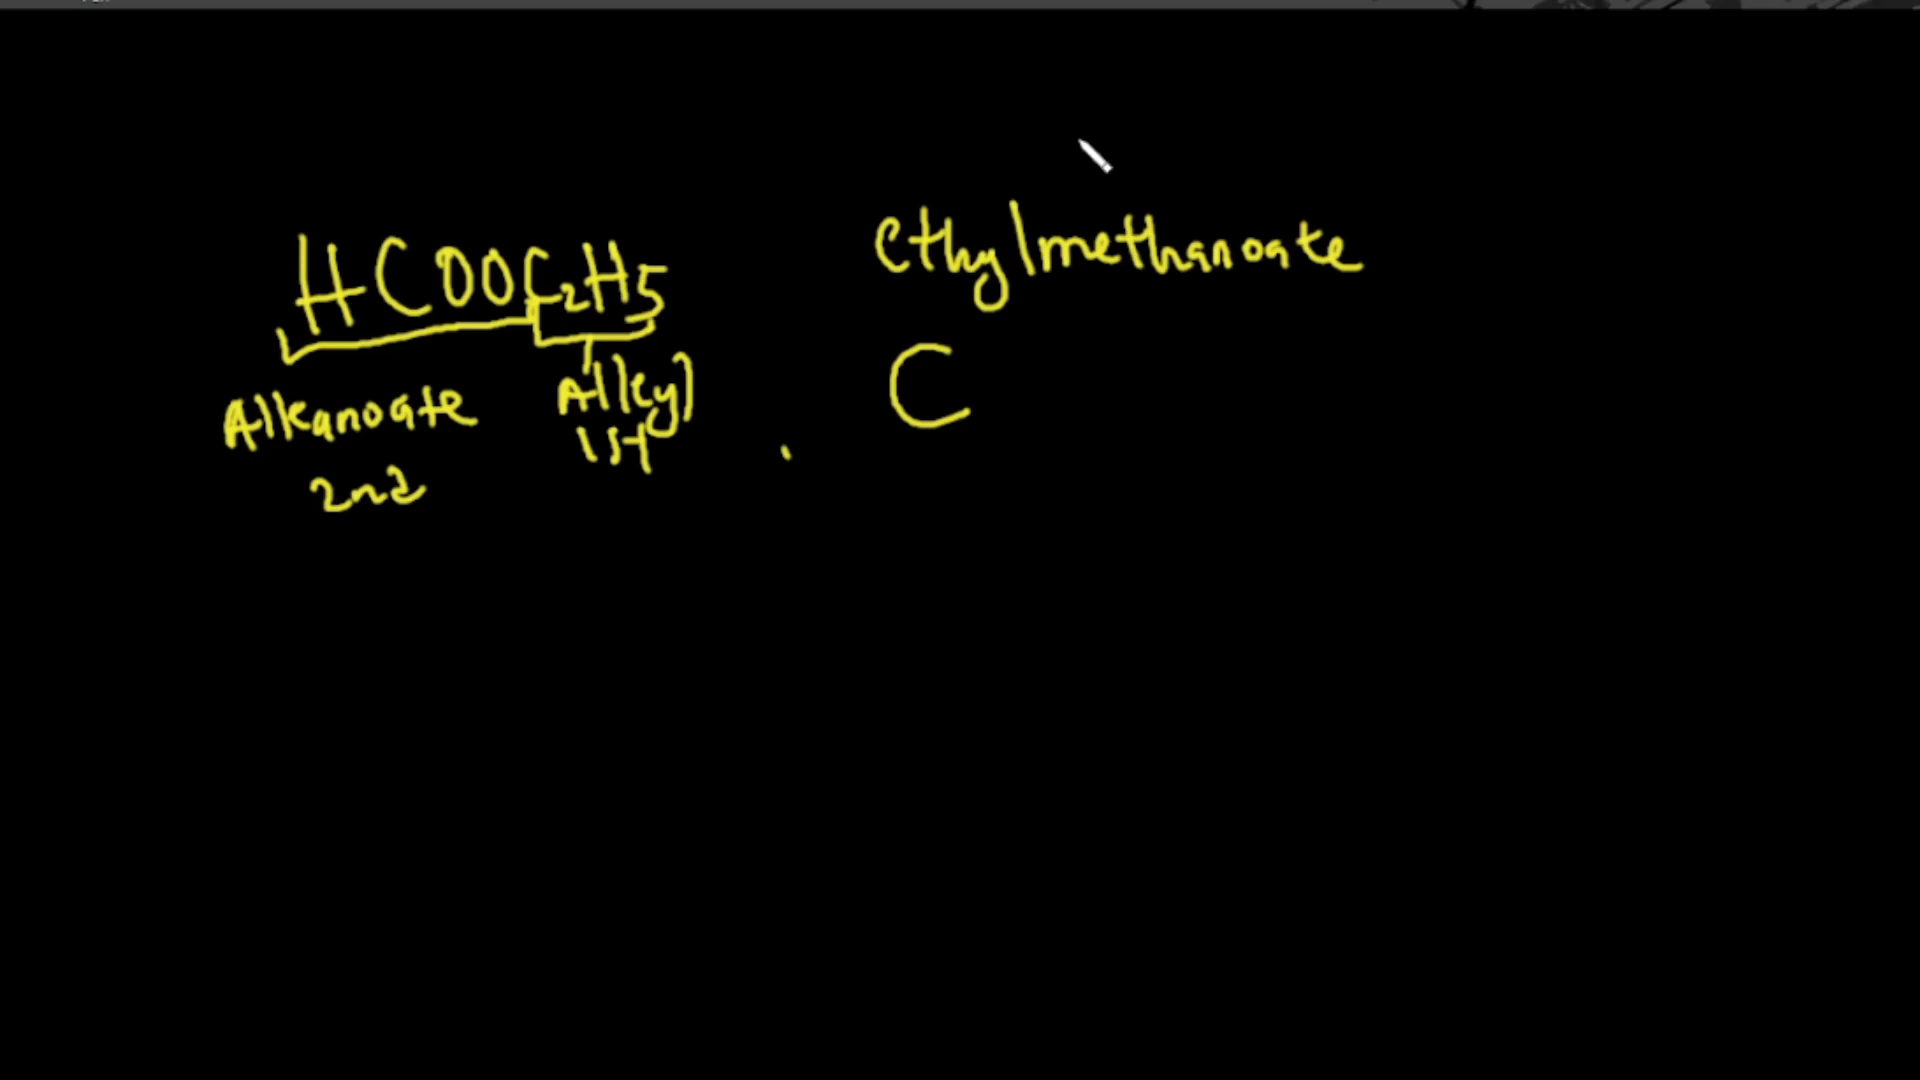 HCOOC2H5
Ethylmethanoate
Alkanoate
Alkyl
C
1st
2nd